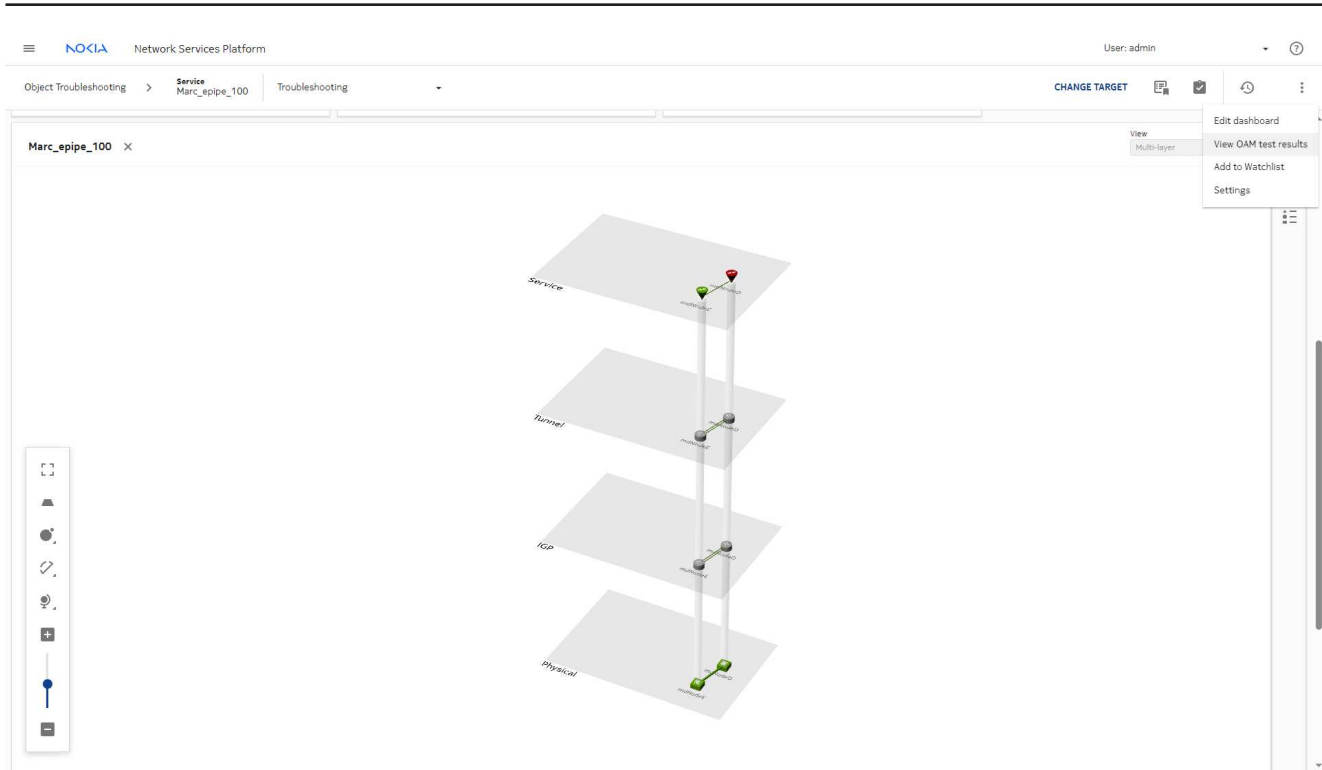 NOKIA Network Services Platform
User: admin
Object Troubleshooting
Service
Marc_epipe_100
Troubleshooting
CHANGE TARGET
Edit dashboard
View OAM test results
Add to Watchlist
Settings
Marc_epipe_100
View
Multi-layer
Service
Tunnel
IGP
Physical